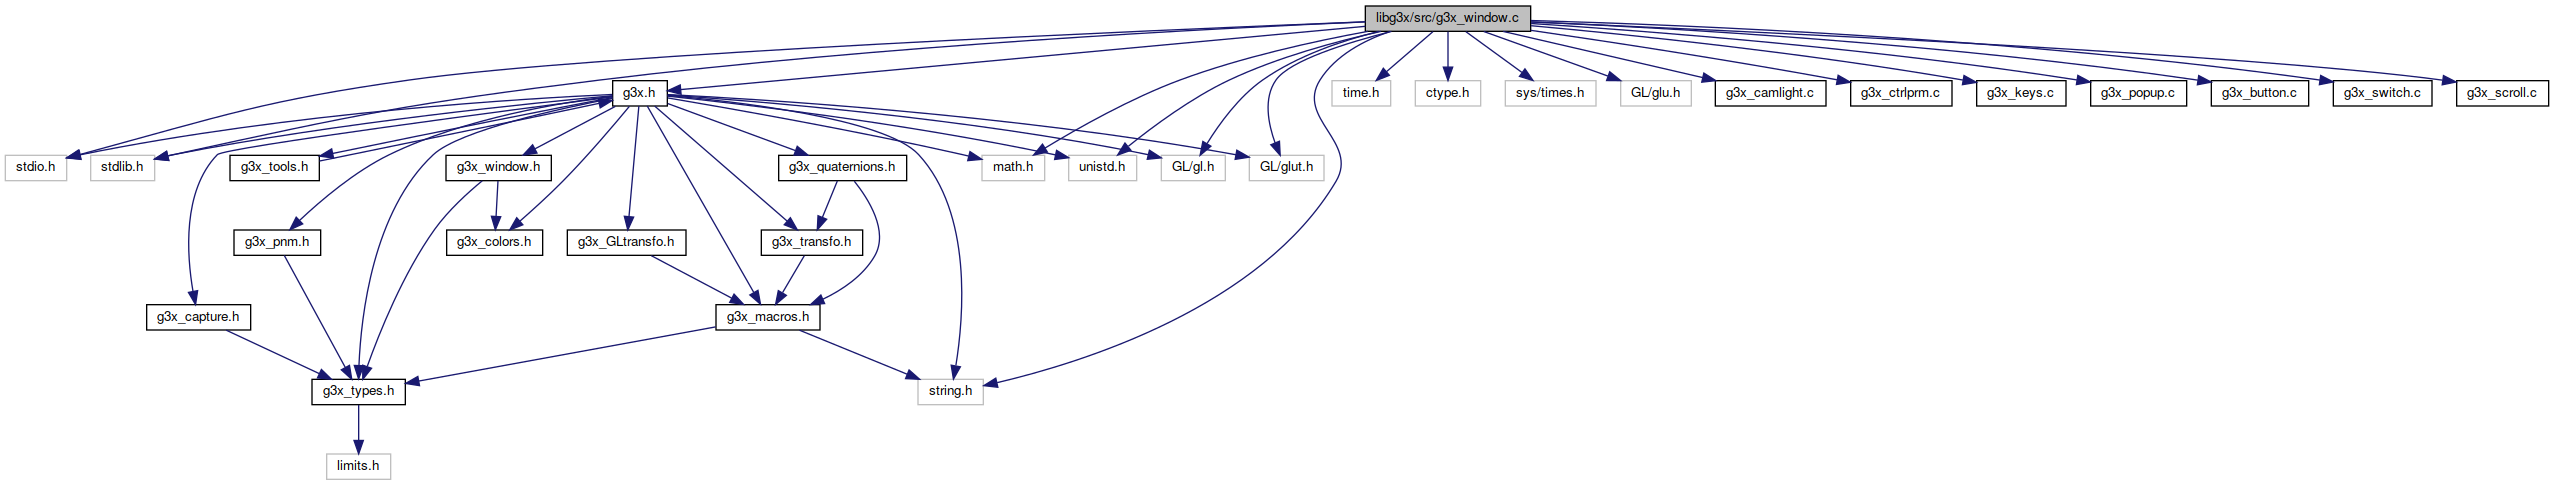 libg3x/src/g3x_window.c
g3x.h
time.h
ctype.h
sys/times.h
GL/glu.h
g3x_camlight.c
g3x_ctrlprm.c
g3x_keys.c
g3x_popup.c
g3x_button.c
g3x_switch.c
g3x_scroll.c
stdio.h
stdlib.h
g3x_tools.h
g3x_window.h
g3x_quaternions.h
math.h
unistd.h
GL/gl.h
GL/glut.h
g3x_pnm.h
g3x_colors.h
g3x_GLtransfo.h
g3x_transfo.h
g3x_capture.h
g3x_macros.h
g3x_types.h
string.h
limits.h